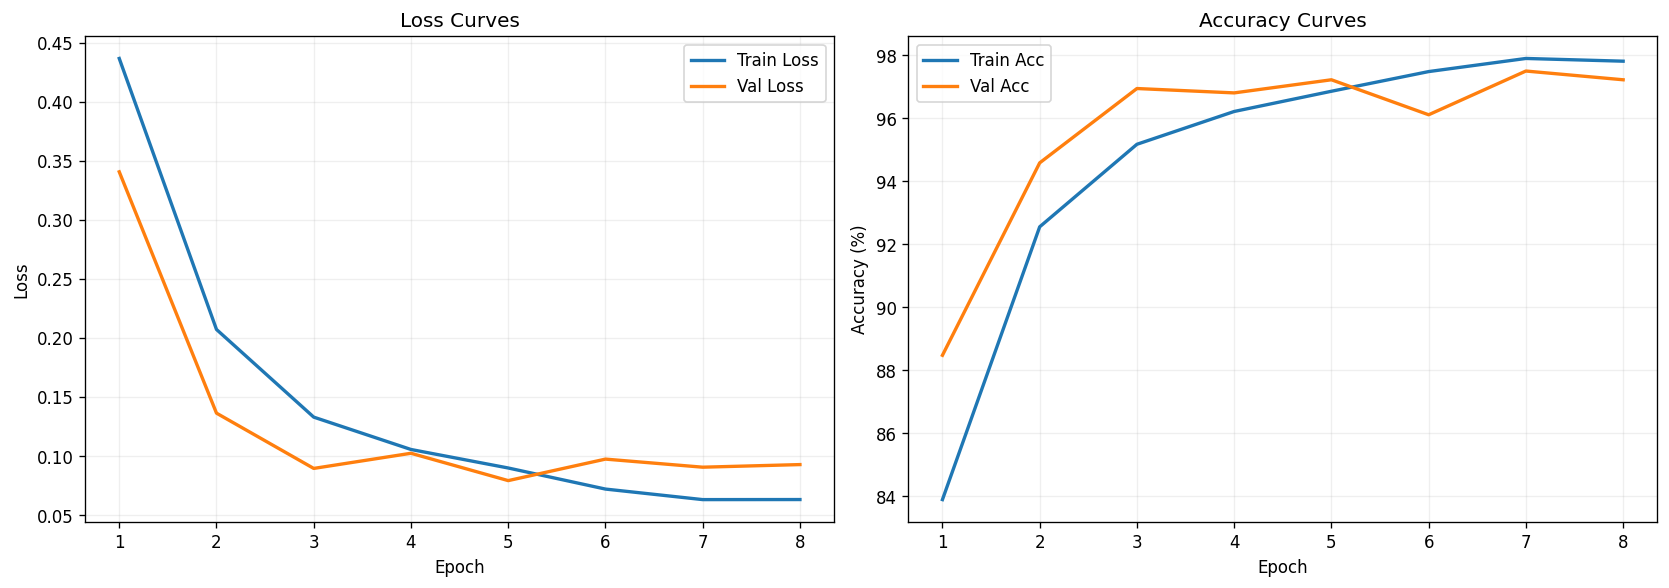 Loss Curves
0.45
0.40
0.35
0.30
0.25
0.20
0.15
0.10
0.05
Loss
Train Loss
Val Loss
1 2 3 4 5 6 7 8
Epoch
Accuracy Curves
98
96
94
92
90
88
86
84
Accuracy (%)
Train Acc
Val Acc
1 2 3 4 5 6 7 8
Epoch